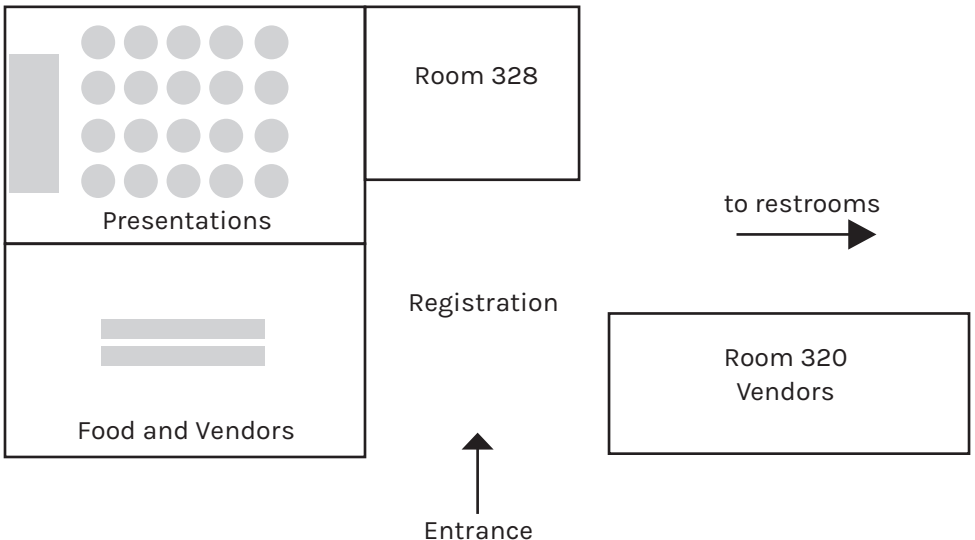 Room 328
to restrooms
Presentations
Registration
Room 320
Vendors
Food and Vendors
Entrance